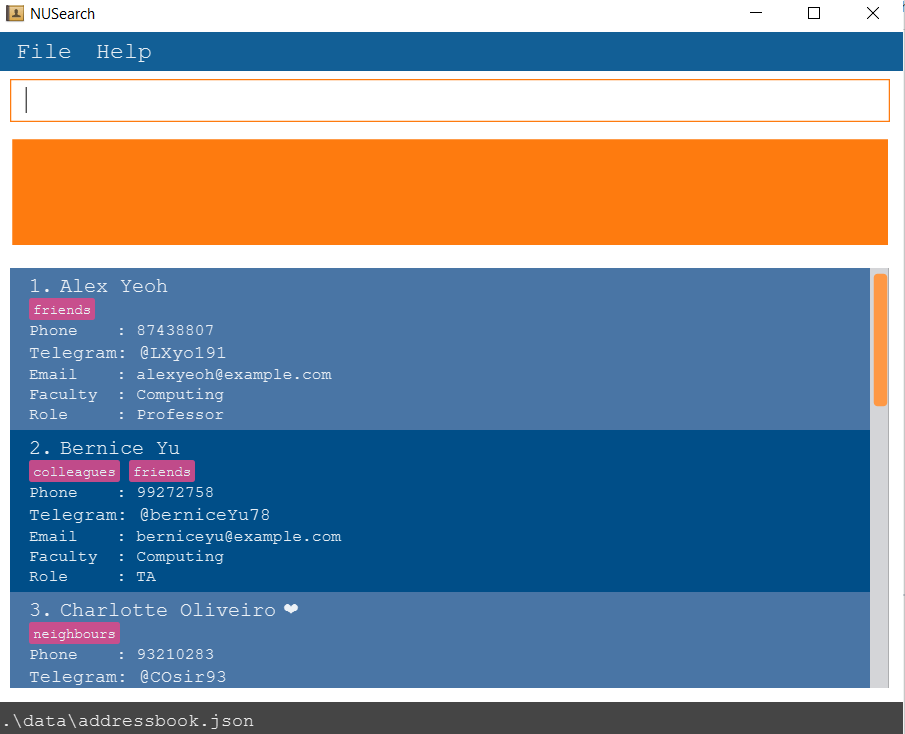 NUSearch
File Help
1. Alex Yeoh
friends
Phone : 87438807
Telegram: @LXyo191
Email : alexyeoh@example.com
Faculty : Computing
Role : Professor
2. Bernice Yu
colleagues friends
Phone : 99272758
Telegram: @berniceYu78
Email : berniceyu@example.com
Faculty : Computing
Role : TA
3. Charlotte Oliveiro ❤
neighbours
Phone : 93210283
Telegram: @COsir93
.\data\addressbook.json